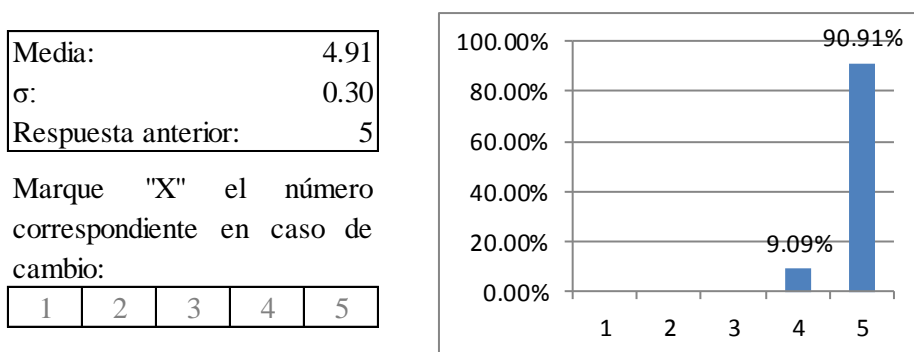 Media: 4.91
σ: 0.30
Respuesta anterior: 5
Marque "X" el número
correspondiente en caso de
cambio:
1 2 3 4 5
100.00%
80.00%
60.00%
40.00%
20.00%
0.00%
9.09%
90.91%
1 2 3 4 5